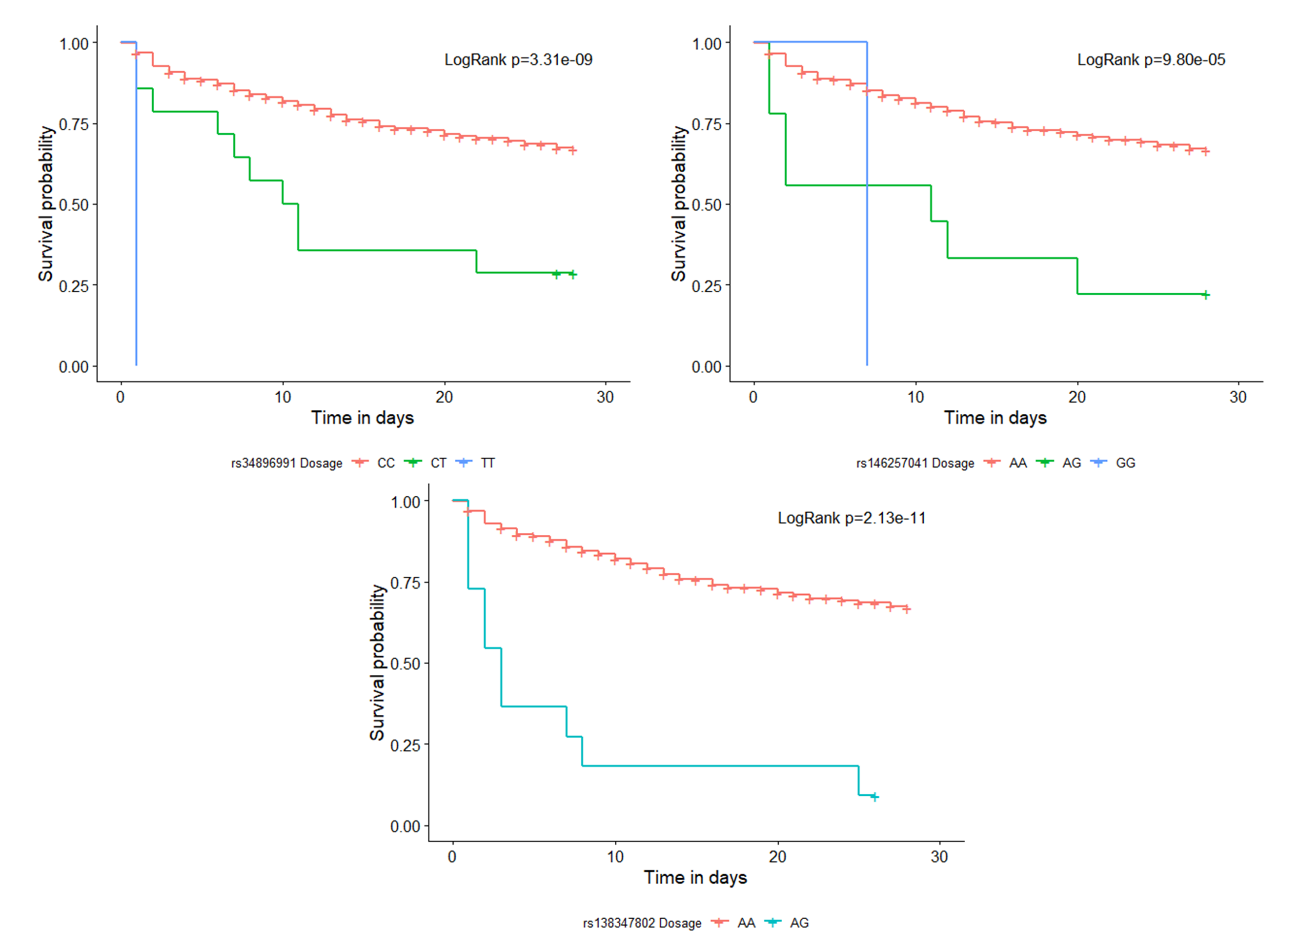 LogRank p=3.31e-09
1.00
0.75
0.50
0.25
0.00
Survival probability
0 10 20 30
Time in days
rs34896991 Dosage CC CT TT
LogRank p=9.80e-05
1.00
0.75
0.50
0.25
0.00
Survival probability
0 10 20 30
Time in days
rs146257041 Dosage AA AG GG
LogRank p=2.13e-11
1.00
0.75
0.50
0.25
0.00
Survival probability
0 10 20 30
Time in days
rs138347802 Dosage AA AG